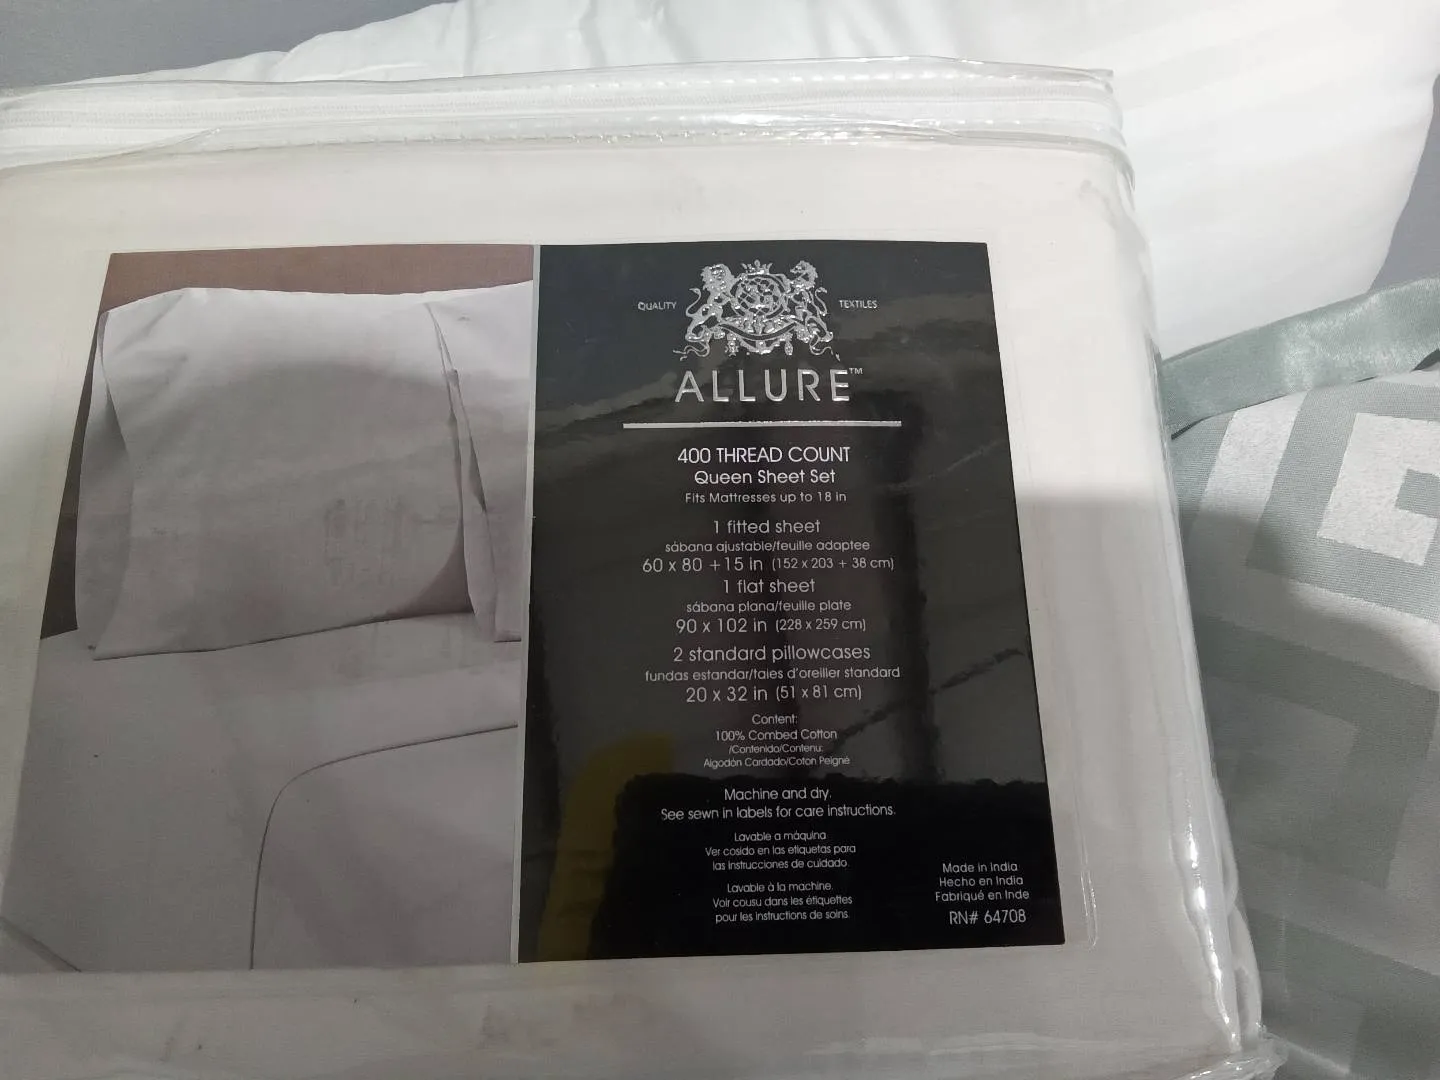 QUALITY TEXTILES
ALLURE™
400 THREAD COUNT
Queen Sheet Set
Fits Mattresses up to 18 in
1 fitted sheet
sábana ajustable/feuille adaptee
60 x 80 + 15 in (152 x 203 + 38 cm)
1 flat sheet
sábana plana/feuille plate
90 x 102 in (228 x 259 cm)
2 standard pillowcases
fundas estandar/taies d'oreiller standard
20 x 32 in (51 x 81 cm)
Content:
100% Combed Cotton
/Contenido/Contenu:
Algodón Cardado/Coton Peigné
Machine and dry.
See sewn in labels for care instructions.
Lavable a máquina
Ver cosido en las etiquetas para
las instrucciones de cuidado.
Lavable à la machine.
Voir cousu dans les étiquettes
pour les instructions de soins.
Made in India
Hecho en India
Fabriqué en Inde
RN# 64708